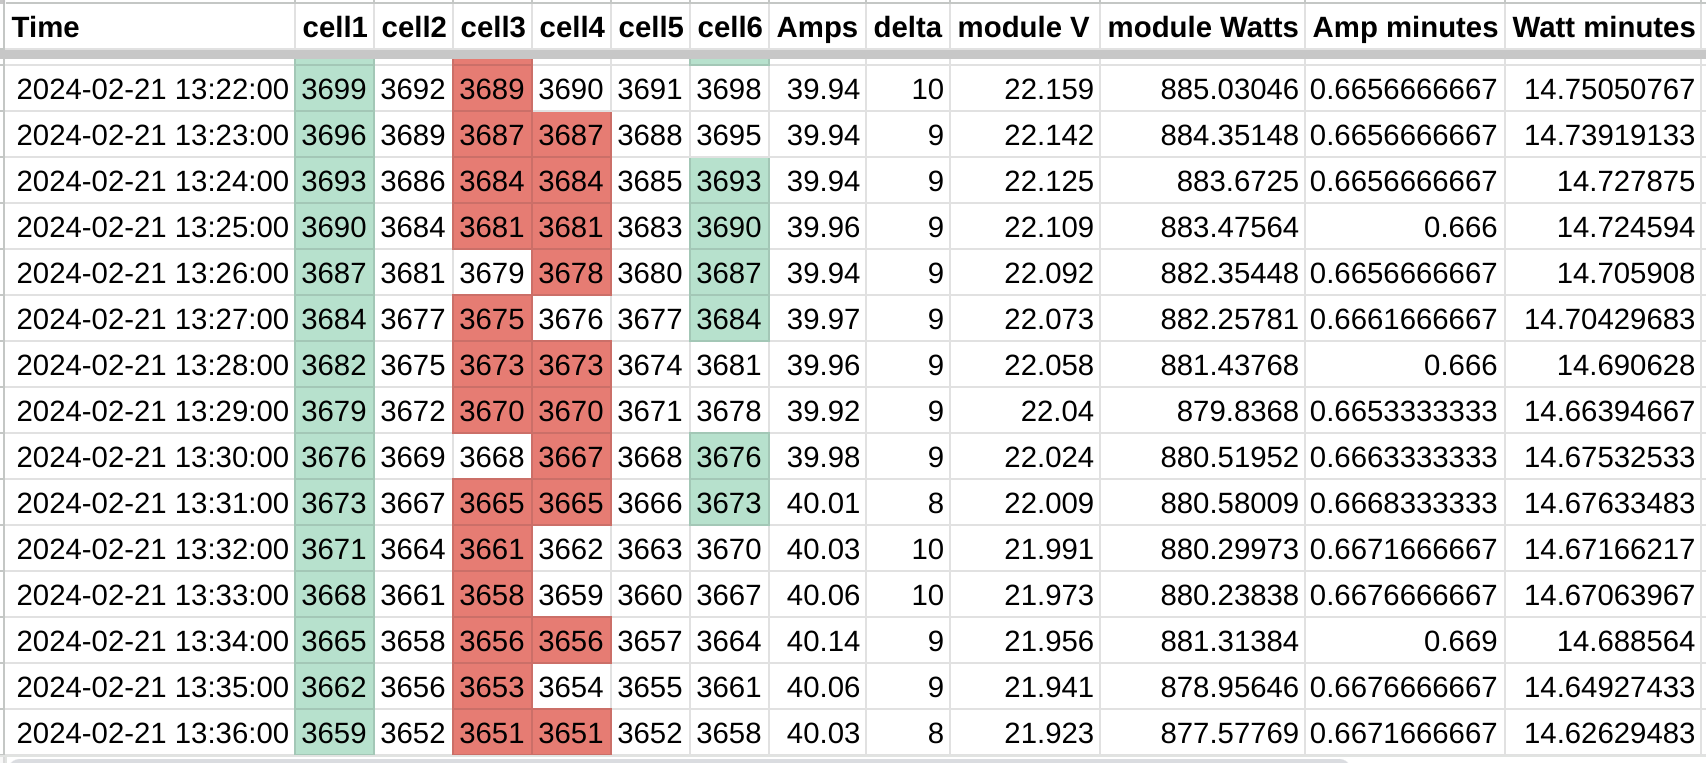 Time cell1 cell2 cell3 cell4 cell5 cell6 Amps delta module V module Watts Amp minutes Watt minutes
2024-02-21 13:22:00 3699 3692 3689 3690 3691 3698 39.94 10 22.159 885.03046 0.6656666667 14.75050767
2024-02-21 13:23:00 3696 3689 3687 3687 3688 3695 39.94 9 22.142 884.35148 0.6656666667 14.73919133
2024-02-21 13:24:00 3693 3686 3684 3684 3685 3693 39.94 9 22.125 883.6725 0.6656666667 14.727875
2024-02-21 13:25:00 3690 3684 3681 3681 3683 3690 39.96 9 22.109 883.47564 0.666 14.724594
2024-02-21 13:26:00 3687 3681 3679 3678 3680 3687 39.94 9 22.092 882.35448 0.6656666667 14.705908
2024-02-21 13:27:00 3684 3677 3675 3676 3677 3684 39.97 9 22.073 882.25781 0.6661666667 14.70429683
2024-02-21 13:28:00 3682 3675 3673 3673 3674 3681 39.96 9 22.058 881.43768 0.666 14.690628
2024-02-21 13:29:00 3679 3672 3670 3670 3671 3678 39.92 9 22.04 879.8368 0.6653333333 14.66394667
2024-02-21 13:30:00 3676 3669 3668 3667 3668 3676 39.98 9 22.024 880.51952 0.6663333333 14.67532533
2024-02-21 13:31:00 3673 3667 3665 3665 3666 3673 40.01 8 22.009 880.58009 0.6668333333 14.67633483
2024-02-21 13:32:00 3671 3664 3661 3662 3663 3670 40.03 10 21.991 880.29973 0.6671666667 14.67166217
2024-02-21 13:33:00 3668 3661 3658 3659 3660 3667 40.06 10 21.973 880.23838 0.6676666667 14.67063967
2024-02-21 13:34:00 3665 3658 3656 3656 3657 3664 40.14 9 21.956 881.31384 0.669 14.688564
2024-02-21 13:35:00 3662 3656 3653 3654 3655 3661 40.06 9 21.941 878.95646 0.6676666667 14.64927433
2024-02-21 13:36:00 3659 3652 3651 3651 3652 3658 40.03 8 21.923 877.57769 0.6671666667 14.62629483